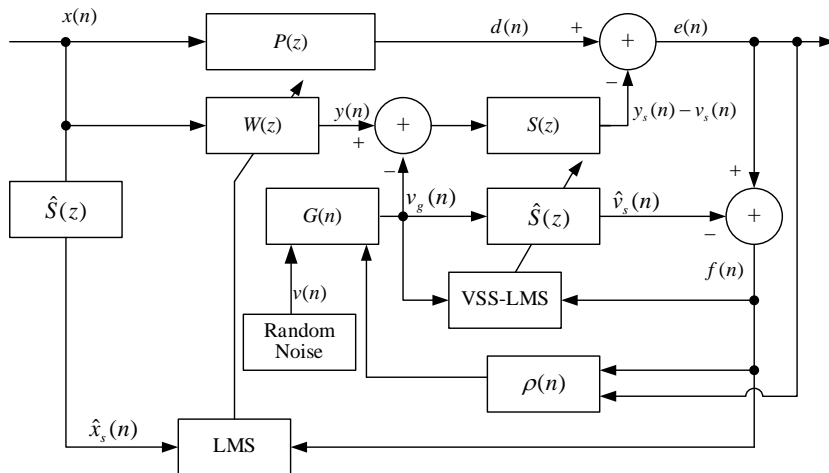 x(n)
P(z)
d(n)
+
+
e(n)
−
W(z)
y(n)
+
+
−
S(z)
y_s(n)−v_s(n)
Ŝ(z)
G(n)
v_g(n)
Ŝ(z)
v̂_s(n)
+
+
−
f(n)
v(n)
VSS-LMS
Random
Noise
ρ(n)
x̂_s(n)
LMS